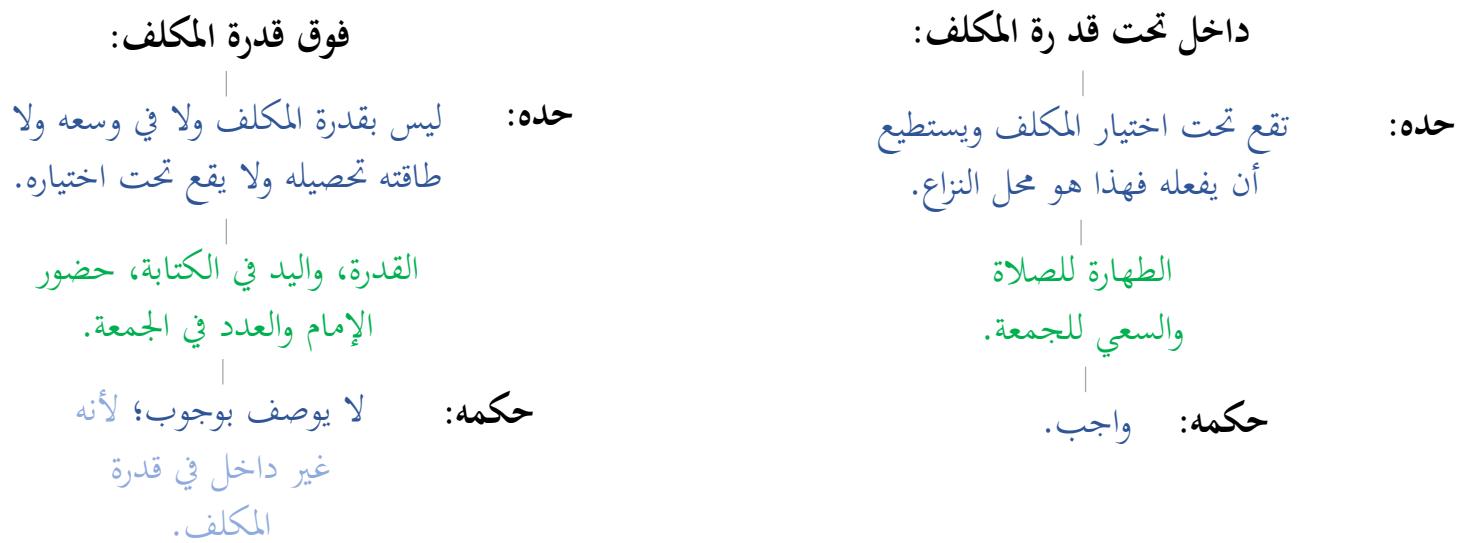 داخل تحت قد رة المكلف:
حده: تقع تحت اختيار المكلف ويستطيع
أن يفعله فهذا هو محل النزاع.
الطهارة للصلاة
والسعي للجمعة.
حكمه: واجب.
فوق قدرة المكلف:
حده: ليس بقدرة المكلف ولا في وسعه ولا
طاقته تحصيله ولا يقع تحت اختياره.
القدرة، واليد في الكتابة، حضور
الإمام والعدد في الجمعة.
حكمه: لا يوصف بوجوب؛ لأنه
غير داخل في قدرة
المكلف.